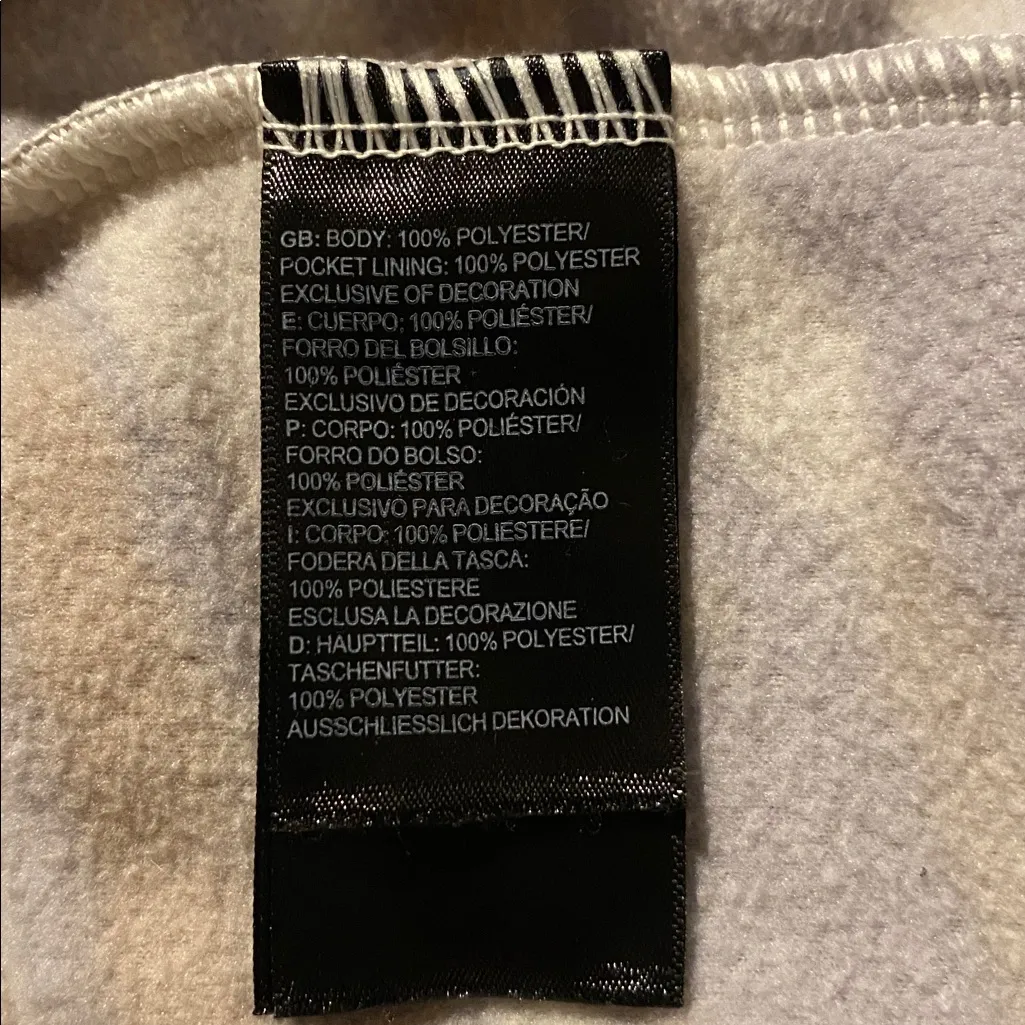 GB: BODY: 100% POLYESTER/
POCKET LINING: 100% POLYESTER
EXCLUSIVE OF DECORATION
E: CUERPO: 100% POLIÉSTER/
FORRO DEL BOLSILLO:
100% POLIÉSTER
EXCLUSIVO DE DECORACIÓN
P: CORPO: 100% POLIÉSTER/
FORRO DO BOLSO:
100% POLIÉSTER
EXCLUSIVO PARA DECORAÇÃO
I: CORPO: 100% POLIESTERE/
FODERA DELLA TASCA:
100% POLIESTERE
ESCLUSA LA DECORAZIONE
D: HAUPTTEIL: 100% POLYESTER/
TASCHENFUTTER:
100% POLYESTER
AUSSCHLIESSLICH DEKORATION